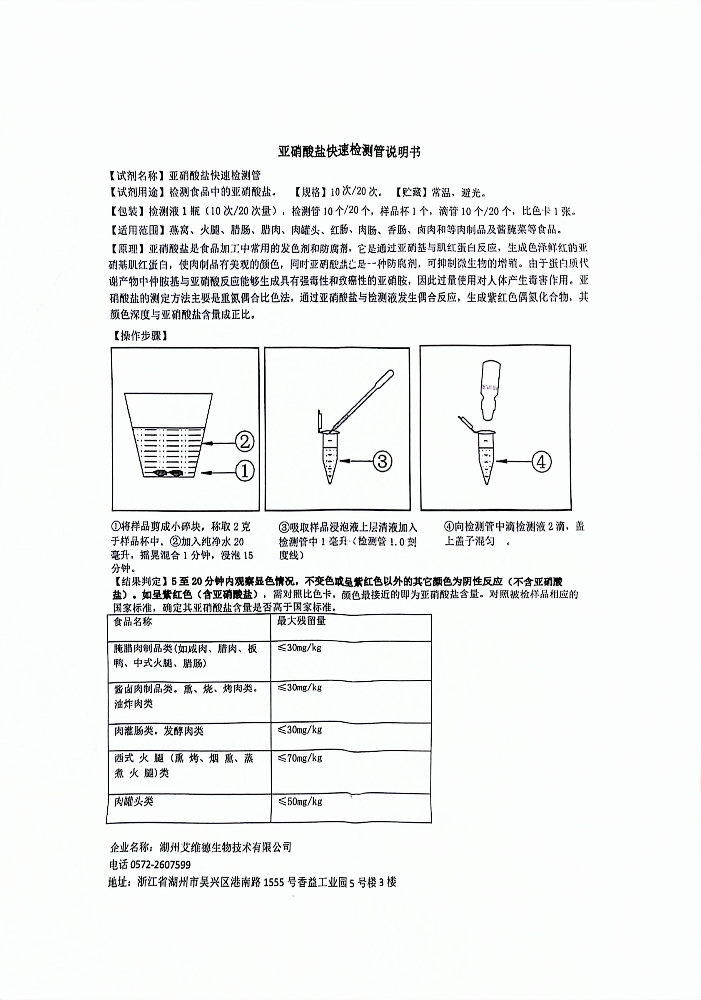 亚硝酸盐快速检测管说明书
【试剂名称】亚硝酸盐快速检测管
【试剂用途】检测食品中的亚硝酸盐。 【规格】10次/20次。 【贮藏】常温，避光。
【包装】检测液1瓶（10次/20次量），检测管10个/20个，样品杯1个，滴管10个/20个，比色卡1张。
【适用范围】燕窝、火腿、腊肠、腊肉、肉罐头、红肠、肉肠、香肠、卤肉和等肉制品及酱腌菜等食品。
【原理】亚硝酸盐是食品加工中常用的发色剂和防腐剂，它是通过亚硝基与肌红蛋白反应，生成色泽鲜红的亚
硝基肌红蛋白，使肉制品有美观的颜色，同时亚硝酸盐也是一种防腐剂，可抑制微生物的增殖。由于蛋白质代
谢产物中仲胺基与亚硝酸反应能够生成具有强毒性和致癌性的亚硝胺，因此过量使用对人体产生毒害作用。亚
硝酸盐的测定方法主要是重氮偶合比色法，通过亚硝酸盐与检测液发生偶合反应，生成紫红色偶氮化合物，其
颜色深度与亚硝酸盐含量成正比。
【操作步骤】
②
①
③
④
①将样品剪成小碎块，称取2克
于样品杯中。②加入纯净水20
毫升，摇晃混合1分钟，浸泡15
分钟。
③吸取样品浸泡液上层清液加入
检测管中1毫升（检测管1.0刻
度线）
④向检测管中滴检测液2滴，盖
上盖子混匀 。
【结果判定】5至20分钟内观察显色情况，不变色或呈紫红色以外的其它颜色为阴性反应（不含亚硝酸
盐）。如呈紫红色（含亚硝酸盐），需对照比色卡，颜色最接近的即为亚硝酸盐含量。对照被检样品相应的
国家标准，确定其亚硝酸盐含量是否高于国家标准。
食品名称 最大残留量
腌腊肉制品类(如咸肉、腊肉、板 ≤30mg/kg
鸭、中式火腿、腊肠)
酱卤肉制品类。熏、烧、烤肉类。 ≤30mg/kg
油炸肉类
肉灌肠类。发酵肉类 ≤30mg/kg
西式 火 腿（熏 烤、烟 熏、蒸 ≤70mg/kg
煮 火 腿)类
肉罐头类 ≤50mg/kg
企业名称：湖州艾维德生物技术有限公司
电话 0572-2607599
地址：浙江省湖州市吴兴区港南路 1555 号香益工业园 5 号楼 3 楼